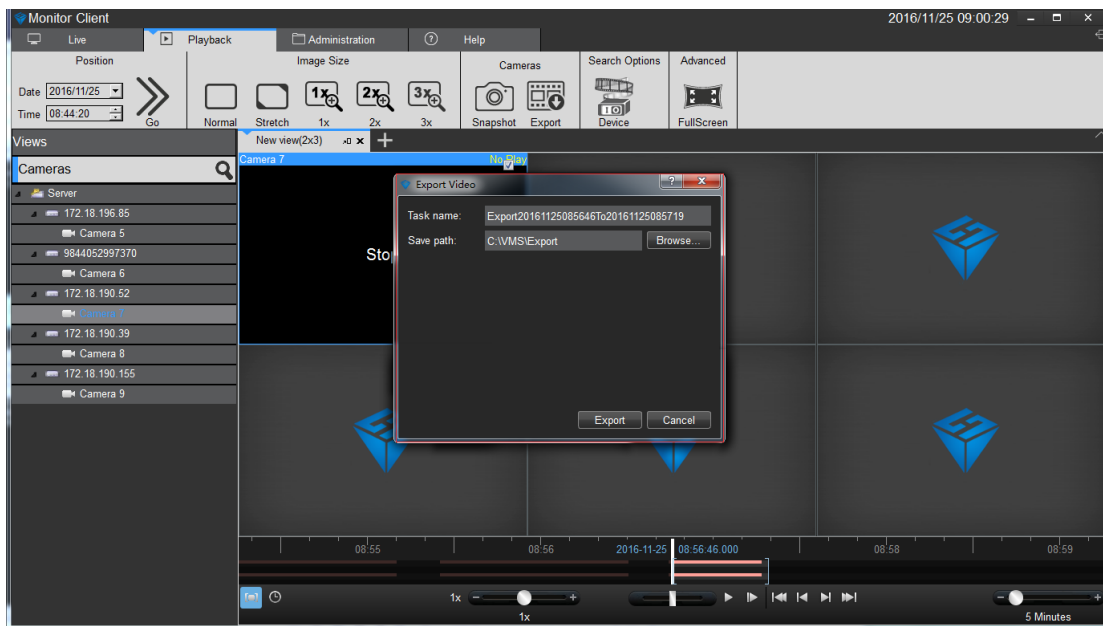 Monitor Client
2016/11/25 09:00:29
Live
Playback
Administration
Help
Position
Image Size
Cameras
Search Options
Advanced
Date 2016/11/25
Time 08:44:20
Go
Normal
Stretch
1x
1x
2x
2x
3x
3x
Snapshot
Export
Device
FullScreen
Views
New view(2x3)
Cameras
Server
172.18.196.85
Camera 5
9844052997370
Camera 6
172.18.190.52
Camera 7
172.18.190.39
Camera 8
172.18.190.155
Camera 9
Camera 7
No Play
Export Video
Task name: Export20161125085646To20161125085719
Save path: C:\VMS\Export Browse...
Export Cancel
08:55
08:56
2016-11-25 08:56:46.000
08:58
08:59
1x
1x
5 Minutes